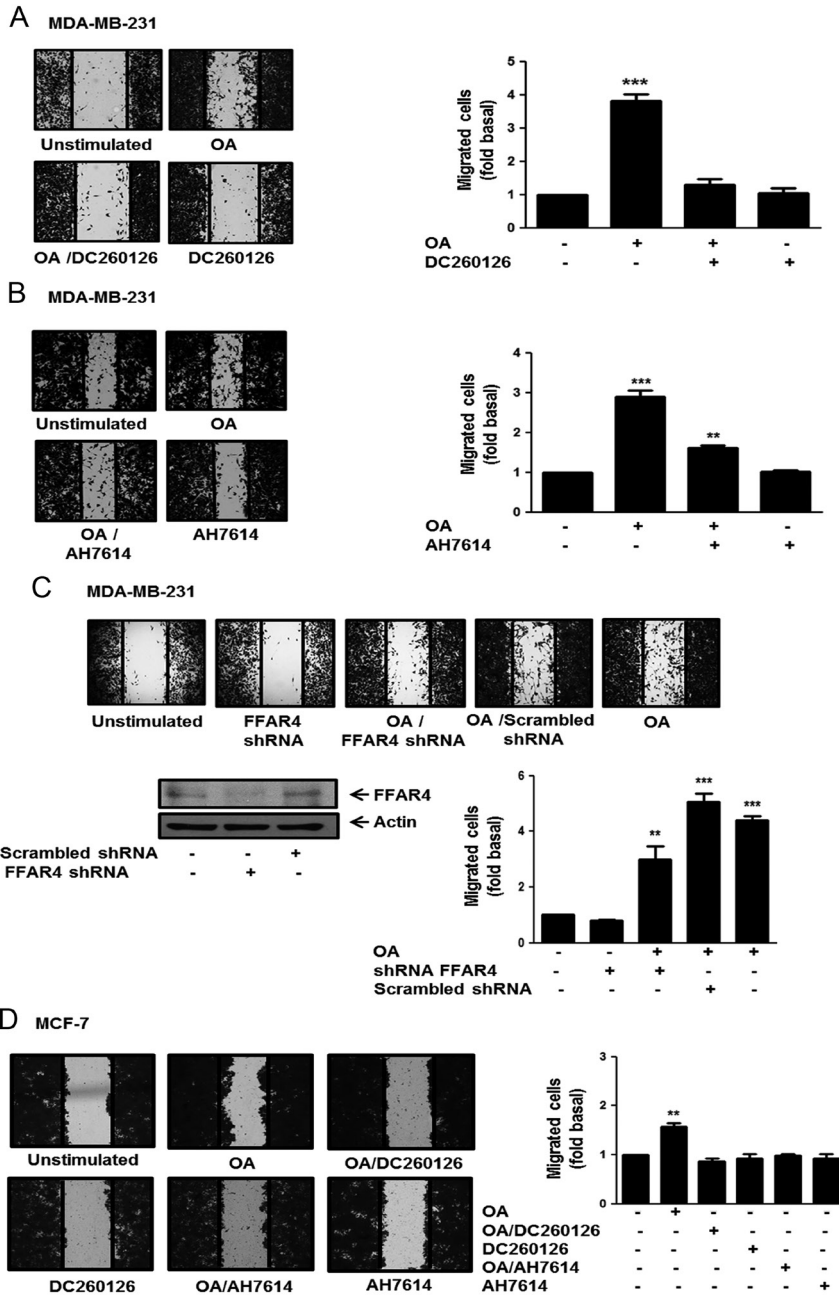 A MDA-MB-231
Unstimulated OA
OA /DC260126 DC260126
Migrated cells
(fold basal)
5
4
3
2
1
0
***
OA - + + -
DC260126 - - + +
B MDA-MB-231
Unstimulated OA
OA /
AH7614
AH7614
Migrated cells
(fold basal)
4
3
2
1
0
***
**
OA - + + -
AH7614 - - + +
C MDA-MB-231
Unstimulated
FFAR4
shRNA
OA /
FFAR4 shRNA
OA /Scrambled
shRNA
OA
FFAR4
Actin
Scrambled shRNA - - +
FFAR4 shRNA - + -
Migrated cells
(fold basal)
6
4
2
0
**
***
***
OA - - + + +
shRNA FFAR4 - + + - -
Scrambled shRNA - - - + -
D MCF-7
Unstimulated OA OA/DC260126
DC260126 OA/AH7614 AH7614
Migrated cells
(fold basal)
3
2
1
0
**
OA - + - - - -
OA/DC260126 - - + - - -
DC260126 - - - + - -
OA/AH7614 - - - - + -
AH7614 - - - - - +